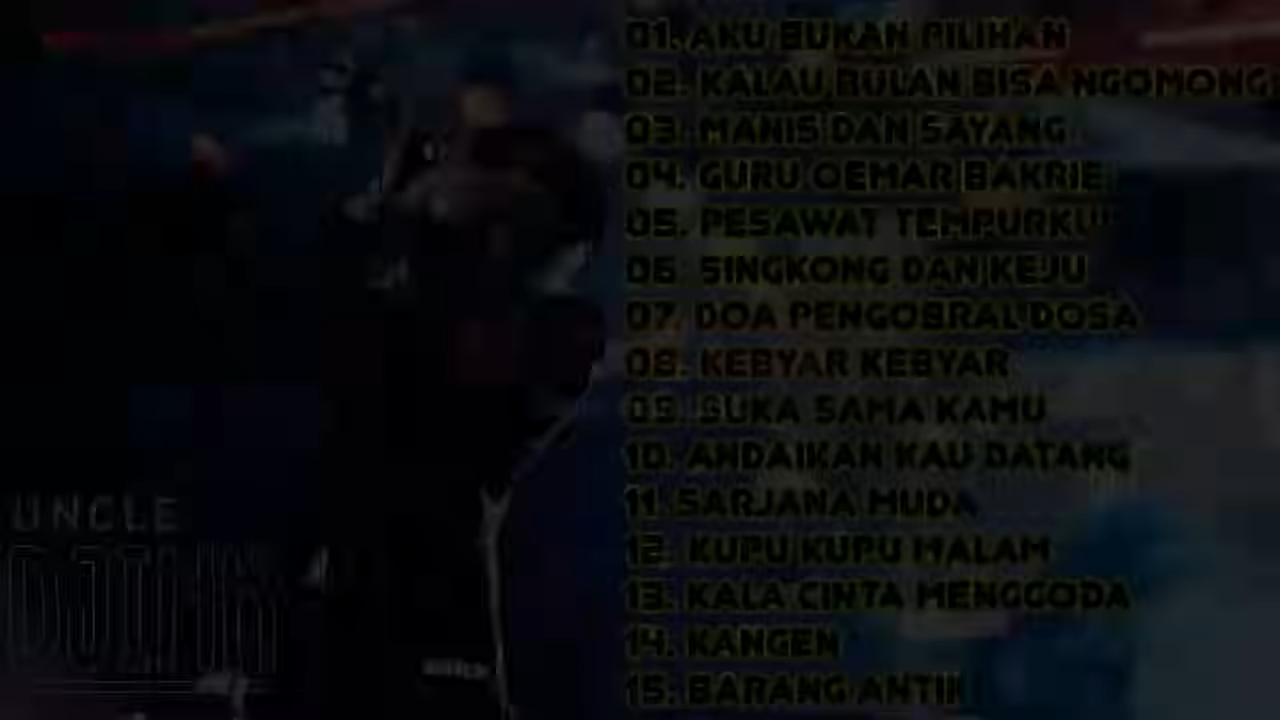 01. AKU BUKAN PILIHAN
02. KALAU BULAN BISA NGOMONG
03. MANIS DAN SAYANG
04. GURU OEMAR BAKRIE
05. PESAWAT TEMPURKU
06. SINGKONG DAN KEJU
07. DOA PENGOBRAL DOSA
08. KEBYAR KEBYAR
09. SUKA SAMA KAMU
10. ANDAIKAN KAU DATANG
11. SARJANA MUDA
12. KUPU KUPU MALAM
13. KALA CINTA MENGGODA
14. KANGEN
15. BARANG ANTIK
UNCLE